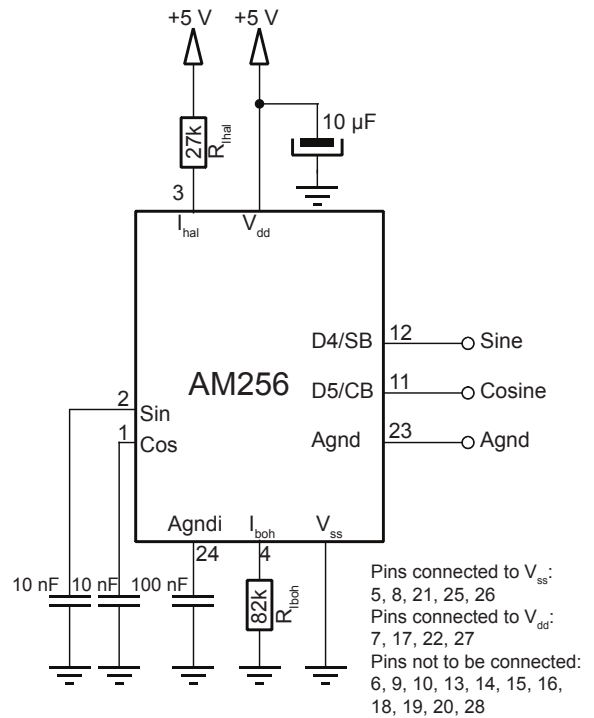 +5 V +5 V
10 µF
27k
R_Ihal
3
I_hal V_dd
D4/SB 12 Sine
AM256
D5/CB 11 Cosine
2 Sin
1 Cos
Agnd 23 Agnd
Agndi I_boh V_ss
24 4
10 nF 10 nF 100 nF
82k
R_Iboh
Pins connected to V_ss:
5, 8, 21, 25, 26
Pins connected to V_dd:
7, 17, 22, 27
Pins not to be connected:
6, 9, 10, 13, 14, 15, 16,
18, 19, 20, 28